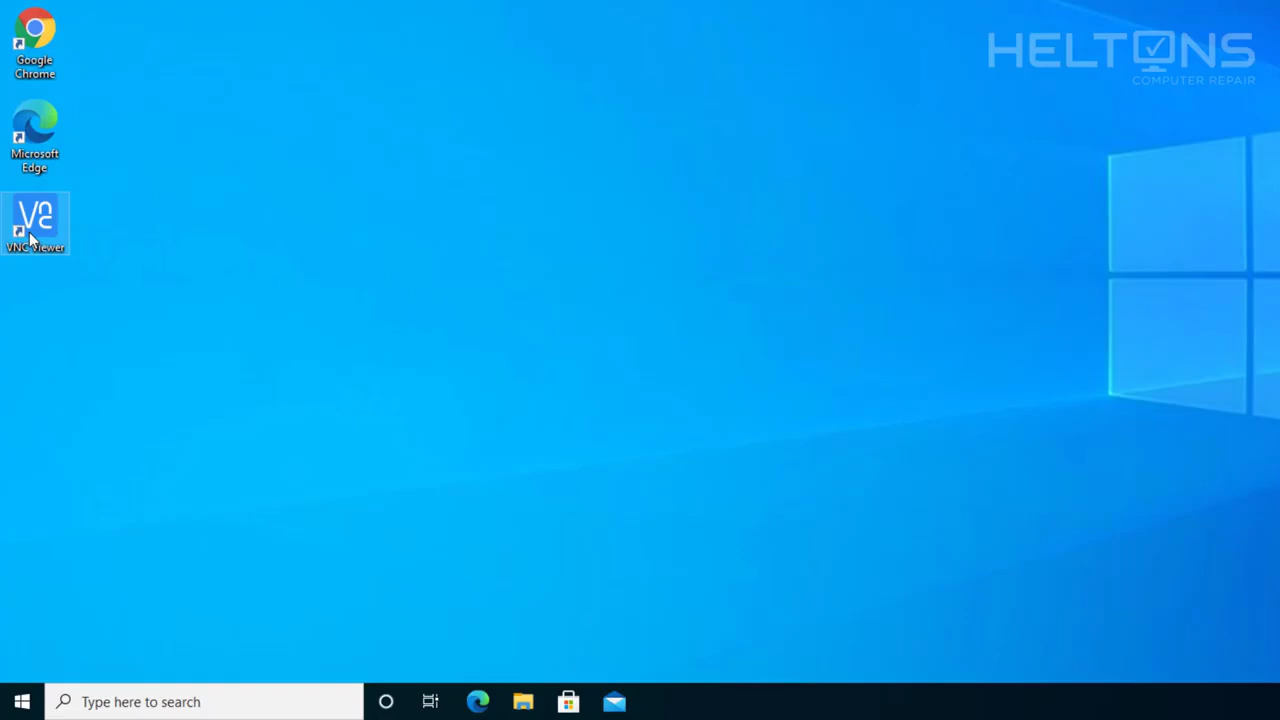 Google
Chrome
HELTONS
COMPUTER REPAIR
Microsoft
Edge
VNC Viewer
Type here to search